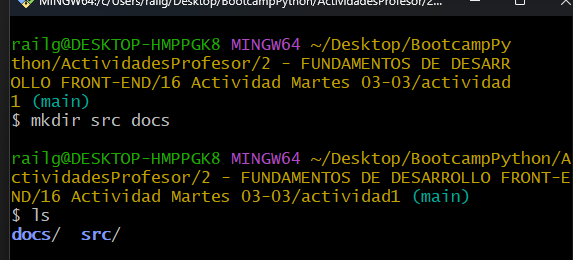 MINGW64:/c/Users/railg/Desktop/BootcampPython/ActividadesProfesor/2...
railg@DESKTOP-HMPPGK8 MINGW64 ~/Desktop/BootcampPy
thon/ActividadesProfesor/2 - FUNDAMENTOS DE DESARR
OLLO FRONT-END/16 Actividad Martes 03-03/actividad
1 (main)
$ mkdir src docs
railg@DESKTOP-HMPPGK8 MINGW64 ~/Desktop/BootcampPython/A
ctividadesProfesor/2 - FUNDAMENTOS DE DESARROLLO FRONT-E
ND/16 Actividad Martes 03-03/actividad1 (main)
$ ls
docs/  src/